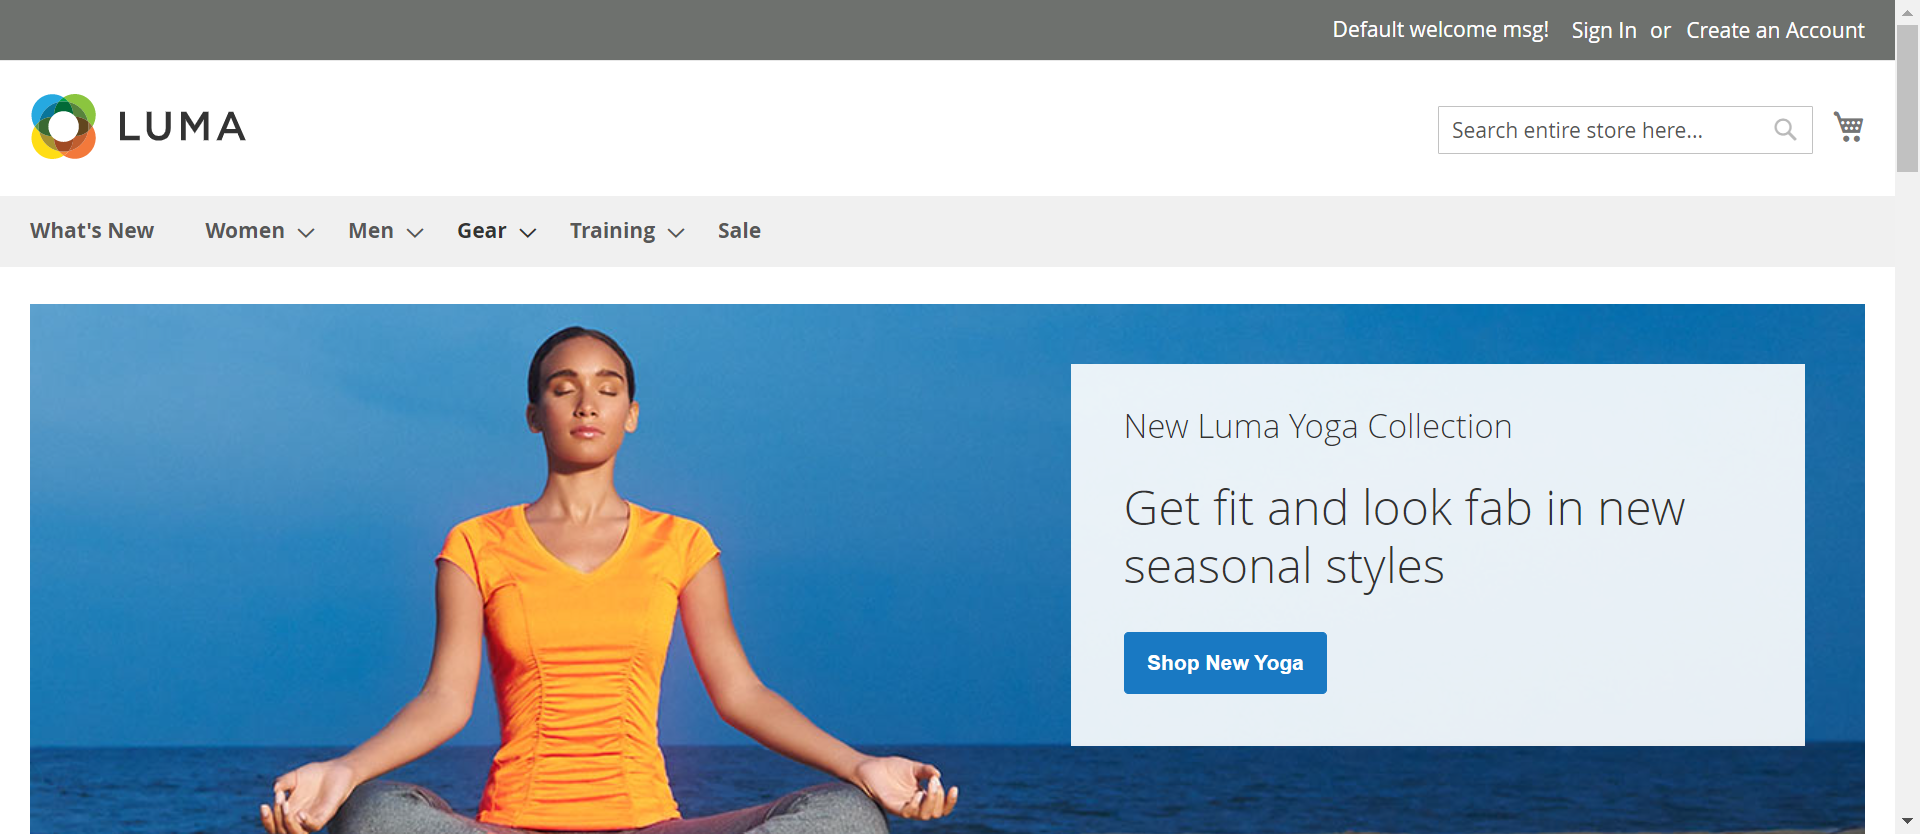 Default welcome msg! Sign In or Create an Account
LUMA
Search entire store here...
What's New Women Men Gear Training Sale
New Luma Yoga Collection
Get fit and look fab in new
seasonal styles
Shop New Yoga